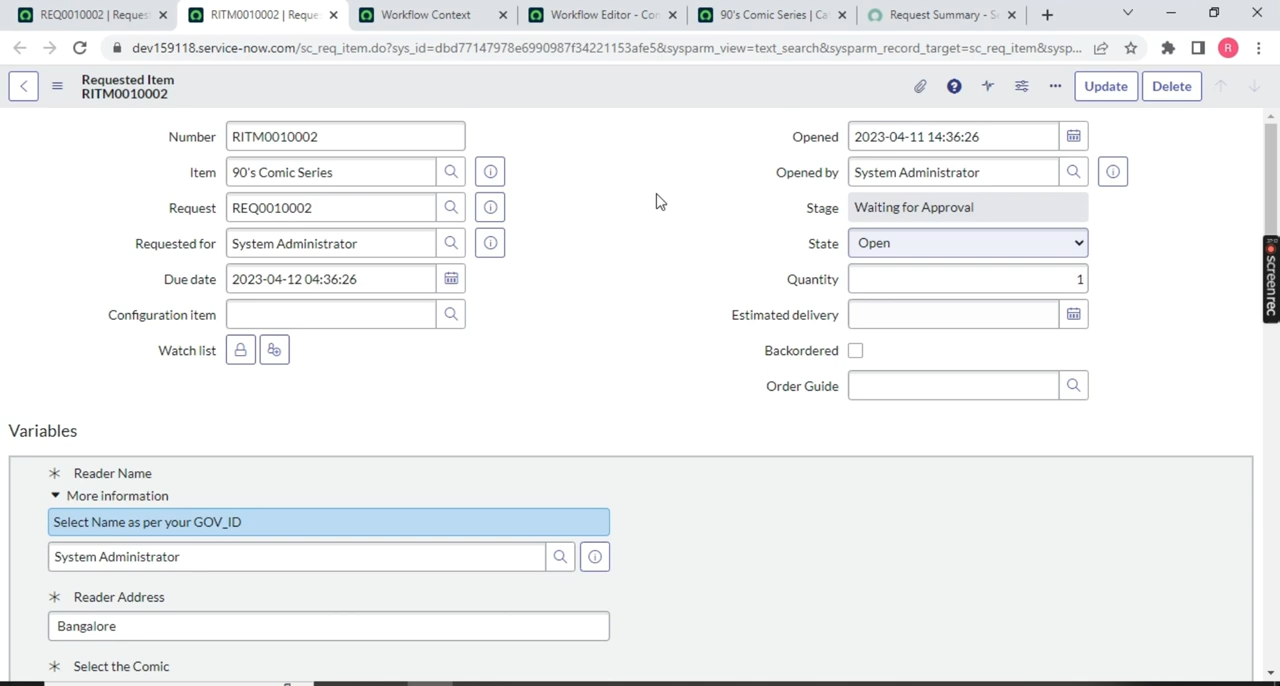 REQ0010002 | Request
RITM0010002 | Reque
Workflow Context
Workflow Editor - Con
90's Comic Series | Cat
Request Summary - Se
dev159118.service-now.com/sc_req_item.do?sys_id=dbd77147978e6990987f34221153afe5&sysparm_view=text_search&sysparm_record_target=sc_req_item&sysp...
R
Requested Item
RITM0010002
Update
Delete
Number RITM0010002
Opened 2023-04-11 14:36:26
Item 90's Comic Series
Opened by System Administrator
Request REQ0010002
Stage Waiting for Approval
Requested for System Administrator
State Open
Due date 2023-04-12 04:36:26
Quantity 1
Configuration item
Estimated delivery
Watch list
Backordered
Order Guide
screenrec
Variables
Reader Name
More information
Select Name as per your GOV_ID
System Administrator
Reader Address
Bangalore
Select the Comic